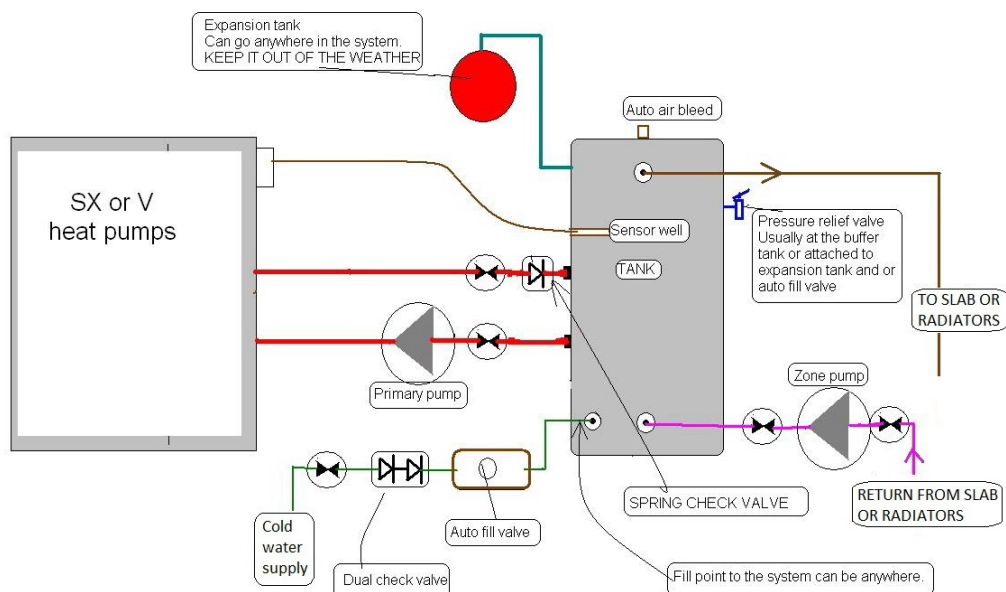 Expansion tank
Can go anywhere in the system.
KEEP IT OUT OF THE WEATHER
Auto air bleed
SX or V
heat pumps
Sensor well
Pressure relief valve
Usually at the buffer
tank or attached to
expansion tank and or
auto fill valve
TANK
TO SLAB OR
RADIATORS
Primary pump
Zone pump
SPRING CHECK VALVE
RETURN FROM SLAB
OR RADIATORS
Cold
water
supply
Auto fill valve
Dual check valve
Fill point to the system can be anywhere.